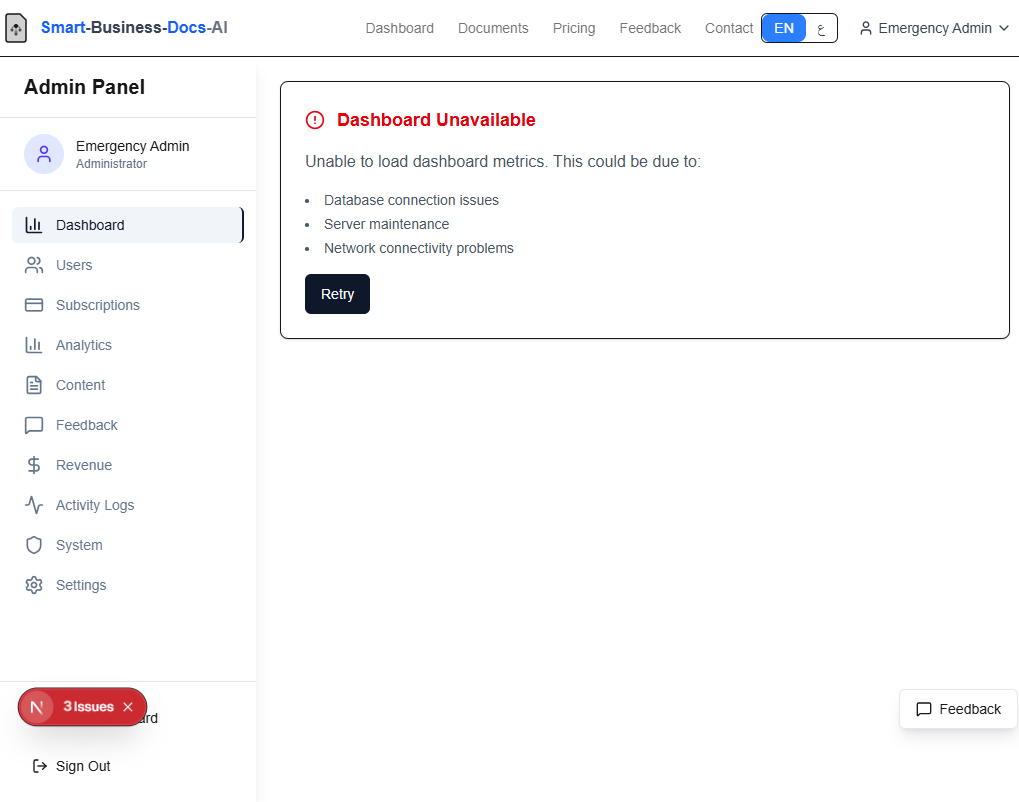 Smart-Business-Docs-AI
Dashboard Documents Pricing Feedback Contact EN ع Emergency Admin
Admin Panel
Emergency Admin
Administrator
Dashboard
Users
Subscriptions
Analytics
Content
Feedback
Revenue
Activity Logs
System
Settings
N 3 Issues
ard
Sign Out
Dashboard Unavailable
Unable to load dashboard metrics. This could be due to:
• Database connection issues
• Server maintenance
• Network connectivity problems
Retry
Feedback